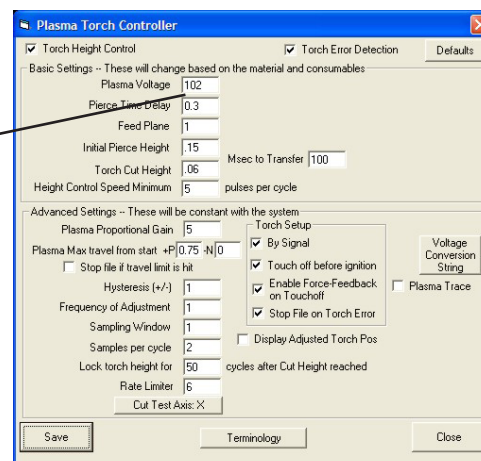 Plasma Torch Controller
Torch Height Control
Torch Error Detection
Defaults
Basic Settings -- These will change based on the material and consumables
Plasma Voltage 102
Pierce Time Delay 0.3
Feed Plane 1
Initial Pierce Height .15
Msec to Transfer 100
Torch Cut Height .06
Height Control Speed Minimum 5 pulses per cycle
Advanced Settings -- These will be constant with the system
Plasma Proportional Gain 5
Plasma Max travel from start +P 0.75 -N 0
Stop file if travel limit is hit
Hysteresis (+/-) 1
Frequency of Adjustment 1
Sampling Window 1
Samples per cycle 2
Lock torch height for 50 cycles after Cut Height reached
Rate Limiter 6
Cut Test Axis: X
Torch Setup
By Signal
Touch off before ignition
Enable Force-Feedback
on Touchoff
Stop File on Torch Error
Display Adjusted Torch Pos
Voltage
Conversion
String
Plasma Trace
Save
Terminology
Close